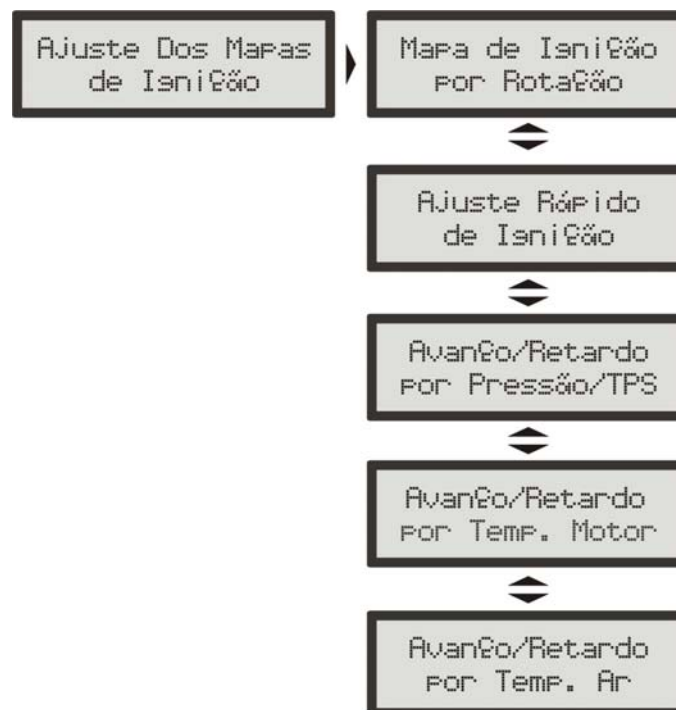 Ajuste Dos Mapas
de Ignição
Mapa de Ignição
por Rotação
Ajuste Rápido
de Ignição
Avanço/Retardo
por Pressão/TPS
Avanço/Retardo
por Temp. Motor
Avanço/Retardo
por Temp. Ar